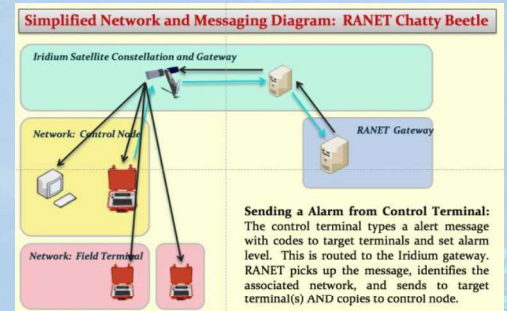 Simplified Network and Messaging Diagram: RANET Chatty Beetle
Iridium Satellite Constellation and Gateway
Network: Control Node
RANET Gateway
Network: Field Terminal
Sending a Alarm from Control Terminal:
The control terminal types a alert message
with codes to target terminals and set alarm
level. This is routed to the Iridium gateway.
RANET picks up the message, identifies the
associated network, and sends to target
terminal(s) AND copies to control node.